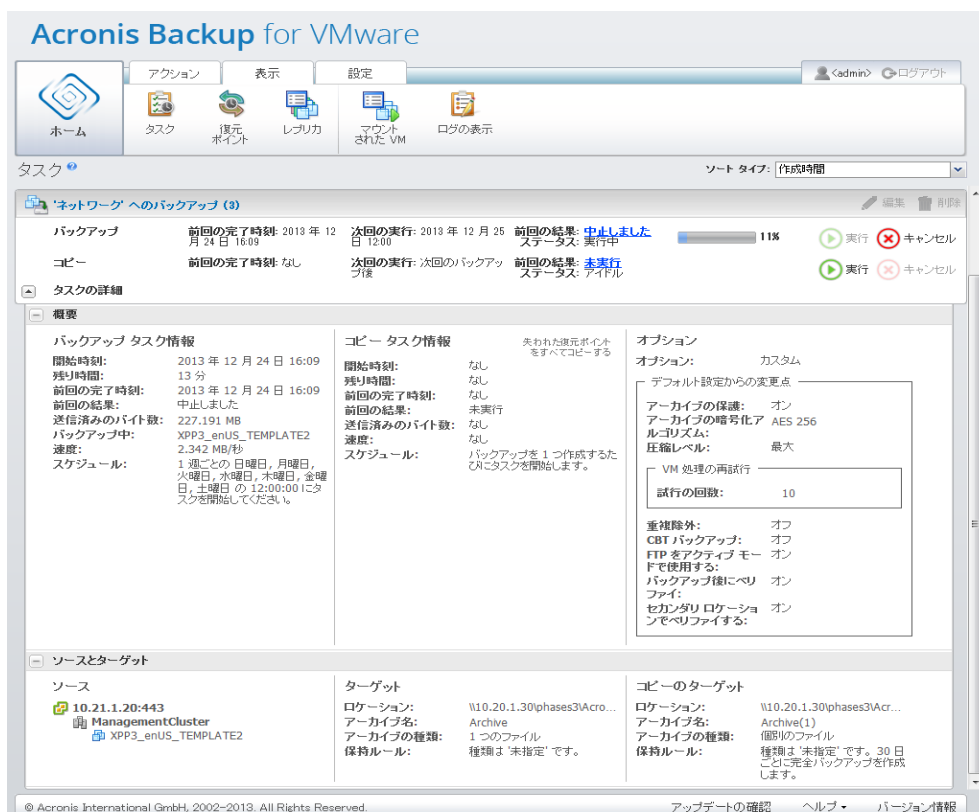 Acronis Backup for VMware
アクション 表示 設定
<admin> ログアウト
ホーム
タスク
復元
ポイント
レプリカ
マウント
された VM
ログの表示
タスク
ソート タイプ: 作成時間
'ネットワーク' へのバックアップ (3)
編集 削除
バックアップ
前回の完了時刻: 2013 年 12
月 24 日 16:09
次回の実行: 2013 年 12 月 25
日 12:00
前回の結果: 中止しました
ステータス: 実行中
11%
実行 キャンセル
コピー
前回の完了時刻: なし
次回の実行: 次回のバックアッ
プ後
前回の結果: 未実行
ステータス: アイドル
実行 キャンセル
タスクの詳細
概要
バックアップ タスク情報
開始時刻: 2013 年 12 月 24 日 16:09
残り時間: 13 分
前回の完了時刻: 2013 年 12 月 24 日 16:09
前回の結果: 中止しました
送信済みのバイト数: 227.191 MB
バックアップ中: XPP3_enUS_TEMPLATE2
速度: 2.342 MB/秒
スケジュール: 1 週ごとの 日曜日, 月曜日,
火曜日, 水曜日, 木曜日, 金曜
日, 土曜日 の 12:00:00 にタ
スクを開始してください。
コピー タスク情報
失われた復元ポイント
をすべてコピーする
開始時刻: なし
残り時間: なし
前回の完了時刻: なし
前回の結果: 未実行
送信済みのバイト数: なし
速度: なし
スケジュール: バックアップを 1 つ作成するた
びにタスクを開始します。
オプション
オプション: カスタム
デフォルト設定からの変更点
アーカイブの保護: オン
アーカイブの暗号化ア AES 256
ルゴリズム:
圧縮レベル: 最大
VM 処理の再試行
試行の回数: 10
重複除外: オフ
CBT バックアップ: オフ
FTP をアクティブ モー オン
ドで使用する:
バックアップ後にベリ オン
ファイ:
セカンダリ ロケーショ オン
ンでベリファイする:
ソースとターゲット
ソース
10.21.1.20:443
ManagementCluster
XPP3_enUS_TEMPLATE2
ターゲット
ロケーション: \\10.20.1.30\phases3\Acro...
アーカイブ名: Archive
アーカイブの種類: 1 つのファイル
保持ルール: 種類は '未指定' です。
コピーのターゲット
ロケーション: \\10.20.1.30\phases3\Acr...
アーカイブ名: Archive(1)
アーカイブの種類: 個別のファイル
保持ルール: 種類は '未指定' です。30 日
ごとに完全バックアップを作成
します。
© Acronis International GmbH, 2002-2013. All Rights Reserved.
アップデートの確認 ヘルプ バージョン情報